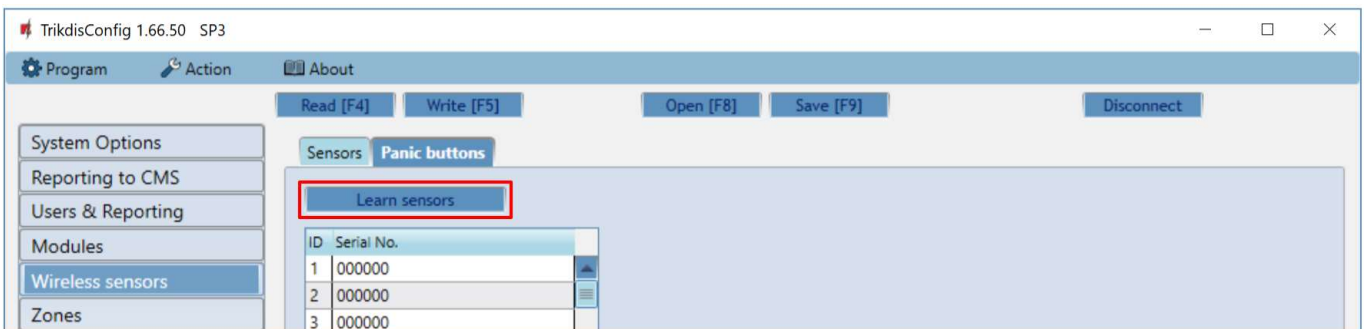 TrikdisConfig 1.66.50 SP3
Program Action About
Read [F4] Write [F5] Open [F8] Save [F9] Disconnect
System Options
Reporting to CMS
Users & Reporting
Modules
Wireless sensors
Zones
Sensors Panic buttons
Learn sensors
ID Serial No.
1 000000
2 000000
3 000000